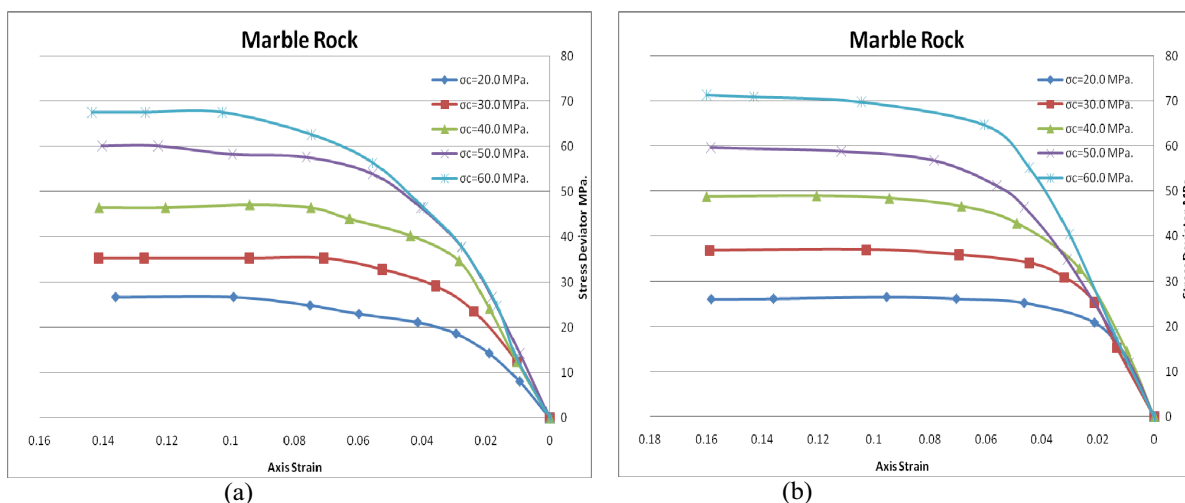 Marble Rock
80
70
60
50
40
30
20
10
0
σc=20.0 MPa.
σc=30.0 MPa.
σc=40.0 MPa.
σc=50.0 MPa.
σc=60.0 MPa.
Stress Deviator MPa.
0.16 0.14 0.12 0.1 0.08 0.06 0.04 0.02 0
Axis Strain
(a)
Marble Rock
80
70
60
50
40
30
20
10
0
σc=20.0 MPa.
σc=30.0 MPa.
σc=40.0 MPa.
σc=50.0 MPa.
σc=60.0 MPa.
Stress Deviator MPa.
0.18 0.16 0.14 0.12 0.1 0.08 0.06 0.04 0.02 0
Axis Strain
(b)